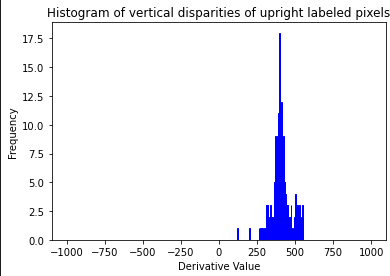 Histogram of vertical disparities of upright labeled pixels
17.5
15.0
12.5
10.0
7.5
5.0
2.5
0.0
Frequency
−1000 −750 −500 −250 0 250 500 750 1000
Derivative Value